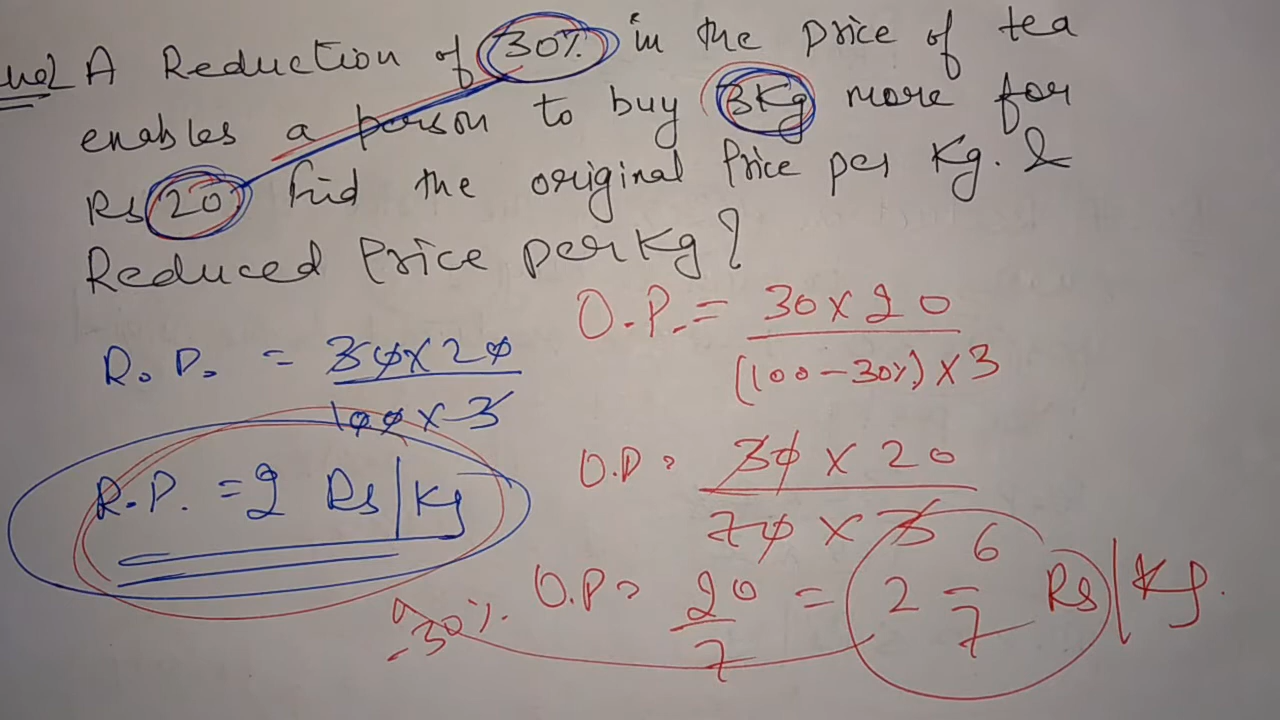 A Reduction of 30% in the price of tea
enables a person to buy 3Kg more for
Rs 20. Find the original Price per Kg. &
Reduced Price per Kg?
R.P. = 30 x 20
100 x 3
R.P. = 2 Rs/Kg
O.P. = 30 x 20
(100-30%) x 3
O.P = 30 x 20
70 x 3
O.P = 20/7 = 2 6/7 Rs/Kg.
-30%